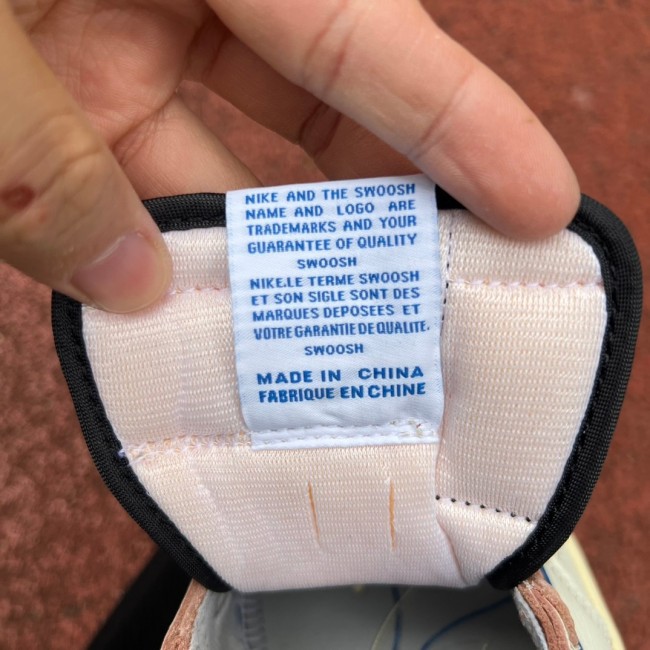 NIKE AND THE SWOOSH
NAME AND LOGO ARE
TRADEMARKS AND YOUR
GUARANTEE OF QUALITY
SWOOSH
NIKE.LE TERME SWOOSH
ET SON SIGLE SONT DES
MARQUES DEPOSEES ET
VOTRE GARANTIE DE QUALITE.
SWOOSH
MADE IN CHINA
FABRIQUE EN CHINE